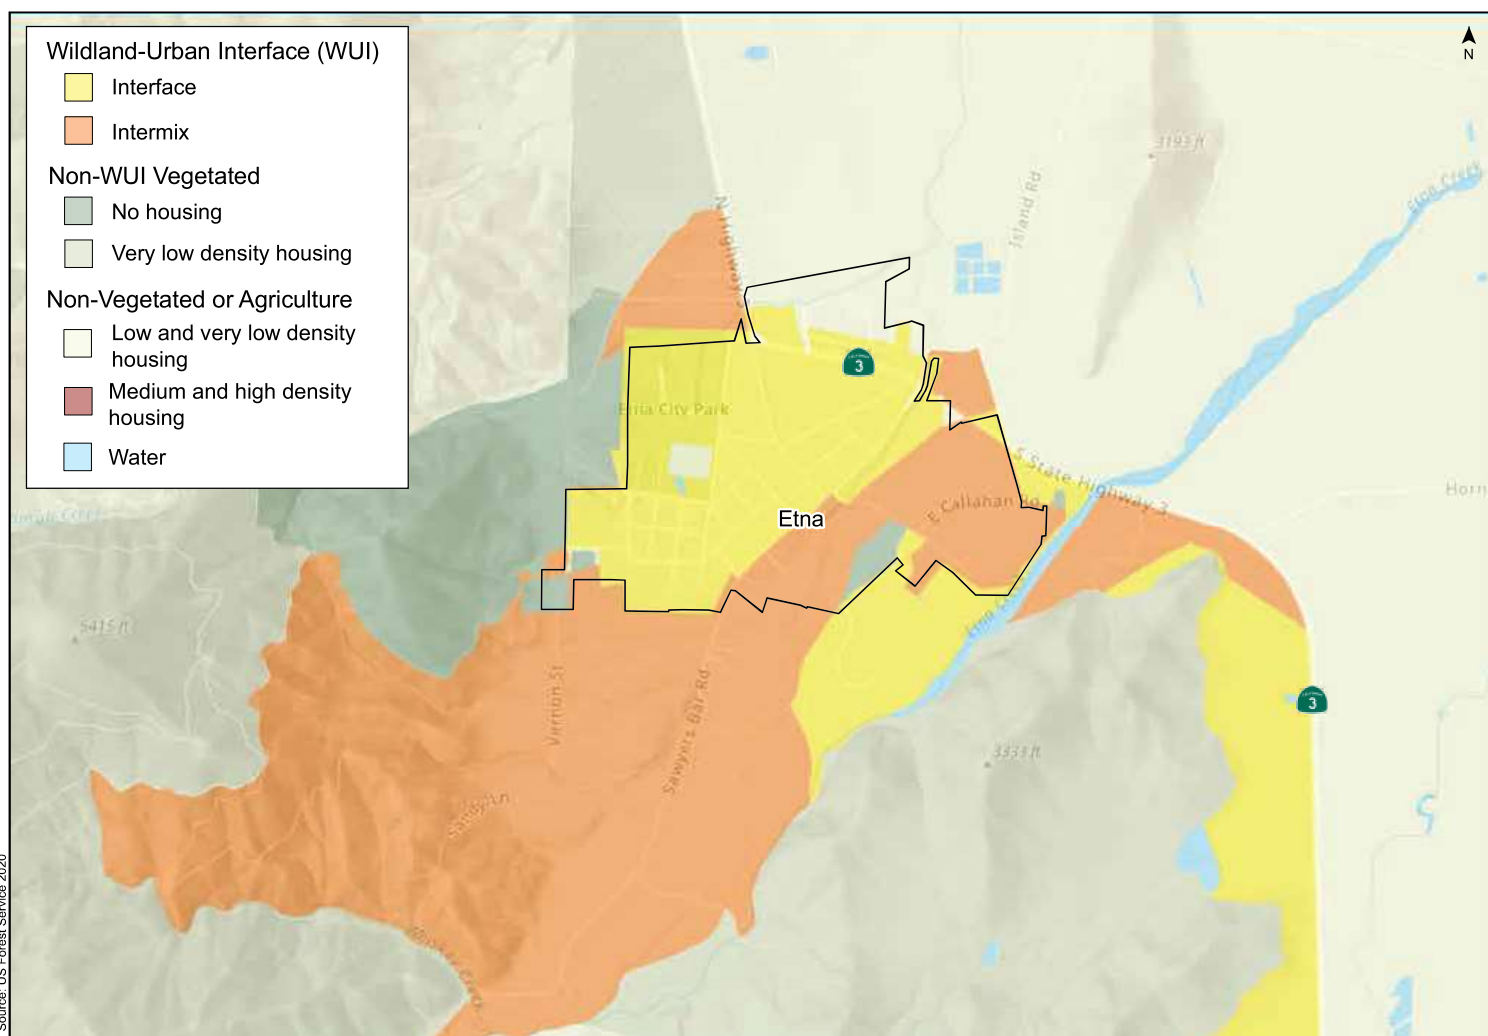 Wildland-Urban Interface (WUI)
Interface
Intermix
Non-WUI Vegetated
No housing
Very low density housing
Non-Vegetated or Agriculture
Low and very low density
housing
Medium and high density
housing
Water
N
3193 ft
Island Rd
Etna Creek
N Highway 3
3
Etna City Park
S State Highway 3
Horn
E Callahan Rd
Etna
Creek
5415 ft
Vernon St
Sawyers Bar Rd
3
3333 ft
Sandy Ln
Creek
Source: US Forest Service 2020